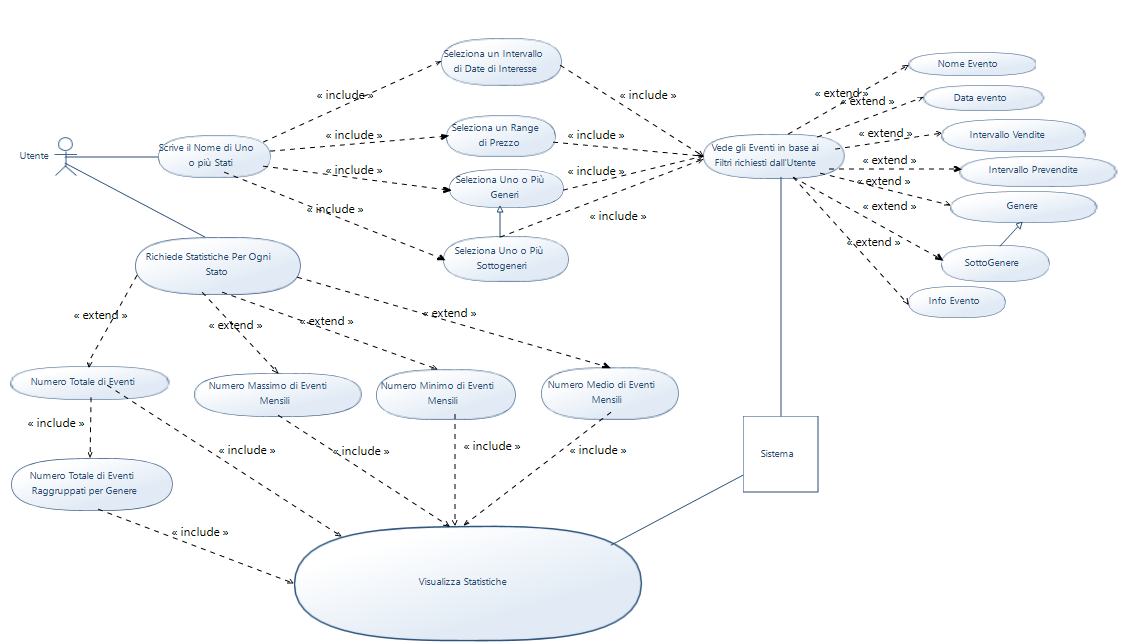 Seleziona un Intervallo
di Date di Interesse
Nome Evento
« extend »
« include »
« include »
« extend »
Data evento
Utente
Scrive il Nome di Uno
o più Stati
« include »
Seleziona un Range
di Prezzo
« include »
Vede gli Eventi in base ai
Filtri richiesti dall'Utente
« extend »
Intervallo Vendite
« include »
« include »
« extend »
Intervallo Prevendite
Seleziona Uno o Più
Generi
« extend »
« include »
« include »
« extend »
Genere
Seleziona Uno o Più
Sottogeneri
« extend »
SottoGenere
Info Evento
Richiede Statistiche Per Ogni
Stato
« extend »
« extend »
« extend »
« extend »
Numero Totale di Eventi
Numero Massimo di Eventi
Mensili
Numero Minimo di Eventi
Mensili
Numero Medio di Eventi
Mensili
« include »
« include »
« include »
« include »
« include »
Sistema
Numero Totale di Eventi
Raggruppati per Genere
« include »
Visualizza Statistiche